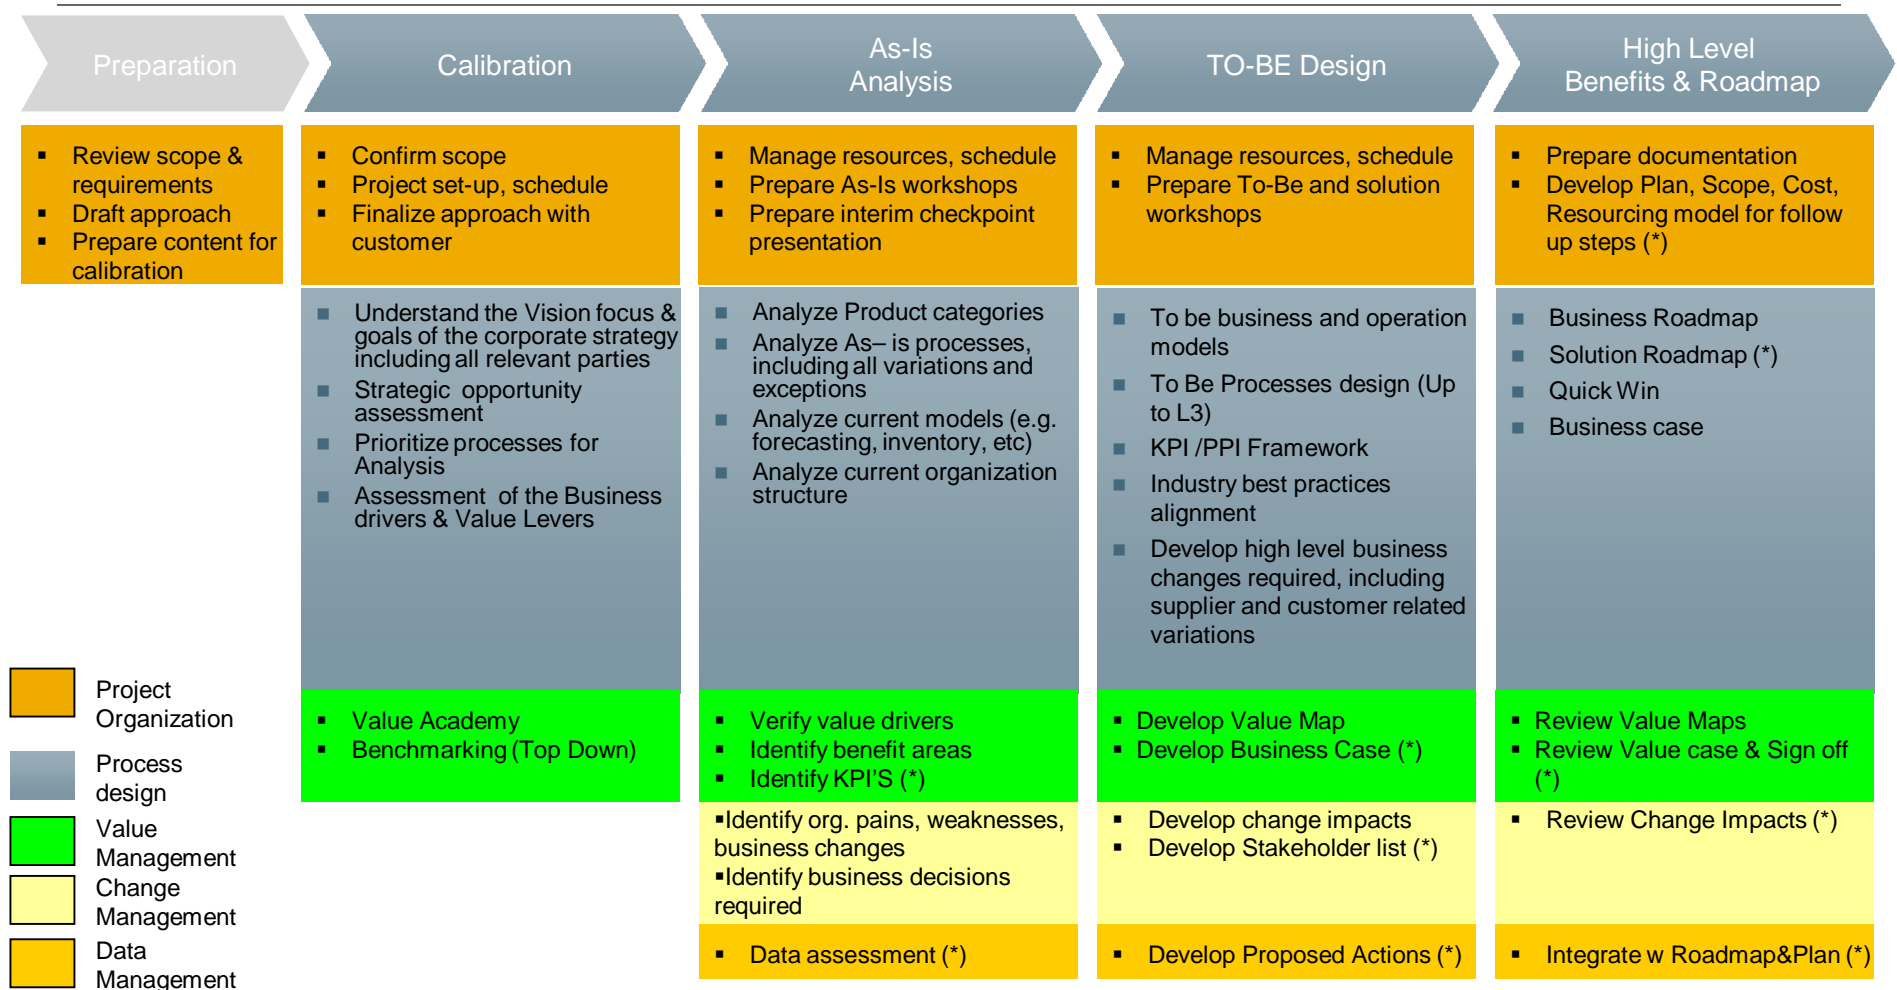 Preparation
Calibration
As-Is
Analysis
TO-BE Design
High Level
Benefits & Roadmap
▪ Review scope &
requirements
▪ Draft approach
▪ Prepare content for
calibration
▪ Confirm scope
▪ Project set-up, schedule
▪ Finalize approach with
customer
▪ Manage resources, schedule
▪ Prepare As-Is workshops
▪ Prepare interim checkpoint
presentation
▪ Manage resources, schedule
▪ Prepare To-Be and solution
workshops
▪ Prepare documentation
▪ Develop Plan, Scope, Cost,
Resourcing model for follow
up steps (*)
■ Understand the Vision focus &
goals of the corporate strategy
including all relevant parties
■ Strategic opportunity
assessment
■ Prioritize processes for
Analysis
■ Assessment of the Business
drivers & Value Levers
■ Analyze Product categories
■ Analyze As– is processes,
including all variations and
exceptions
■ Analyze current models (e.g.
forecasting, inventory, etc)
■ Analyze current organization
structure
■ To be business and operation
models
■ To Be Processes design (Up
to L3)
■ KPI /PPI Framework
■ Industry best practices
alignment
■ Develop high level business
changes required, including
supplier and customer related
variations
■ Business Roadmap
■ Solution Roadmap (*)
■ Quick Win
■ Business case
▪ Value Academy
▪ Benchmarking (Top Down)
▪ Verify value drivers
▪ Identify benefit areas
▪ Identify KPI'S (*)
▪ Develop Value Map
▪ Develop Business Case (*)
▪ Review Value Maps
▪ Review Value case & Sign off
(*)
▪Identify org. pains, weaknesses,
business changes
▪Identify business decisions
required
▪ Develop change impacts
▪ Develop Stakeholder list (*)
▪ Review Change Impacts (*)
▪ Data assessment (*)
▪ Develop Proposed Actions (*)
▪ Integrate w Roadmap&Plan (*)
Project
Organization
Process
design
Value
Management
Change
Management
Data
Management